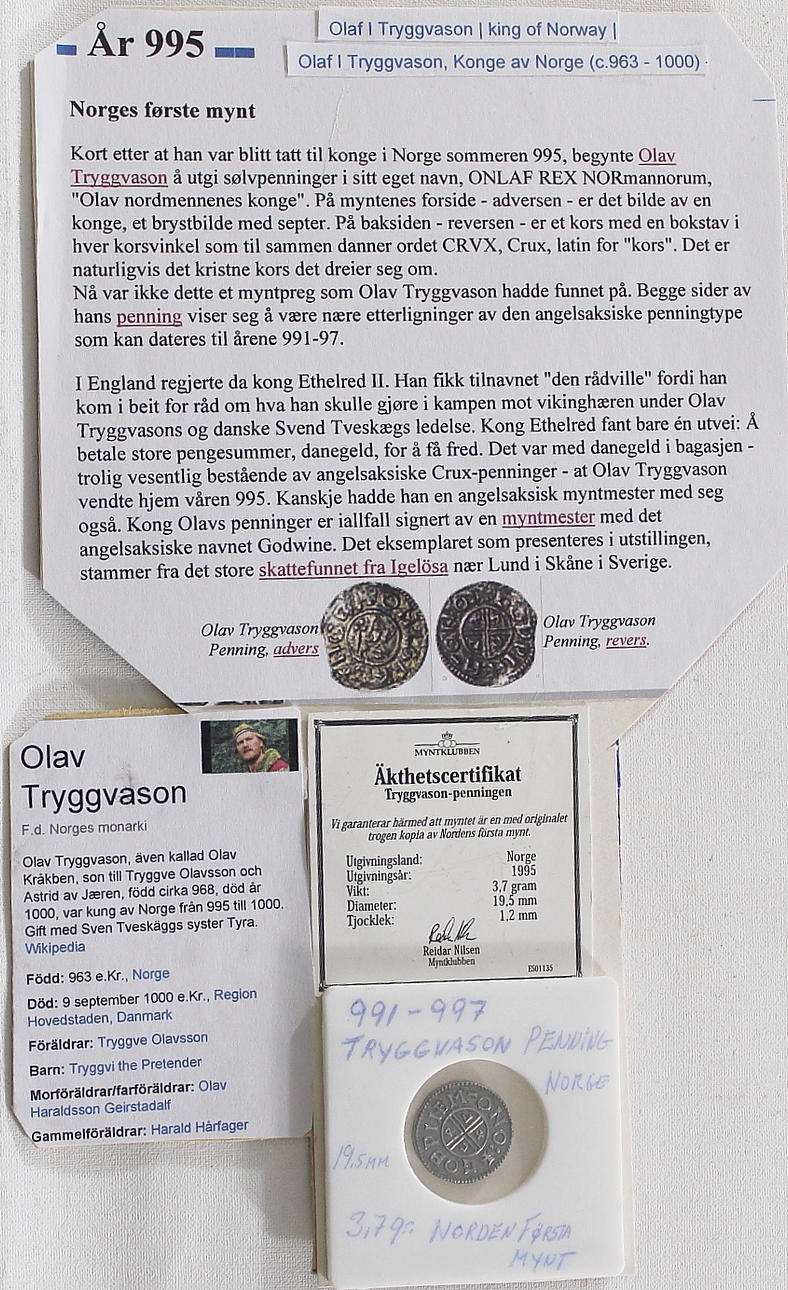 År 995
Olaf I Tryggvason | king of Norway |
Olaf I Tryggvason, Konge av Norge (c.963 - 1000) ·
Norges første mynt
Kort etter at han var blitt tatt til konge i Norge sommeren 995, begynte Olav
Tryggvason å utgi sølvpenninger i sitt eget navn, ONLAF REX NORmannorum,
"Olav nordmennenes konge". På myntenes forside - adversen - er det bilde av en
konge, et brystbilde med septer. På baksiden - reversen - er et kors med en bokstav i
hver korsvinkel som til sammen danner ordet CRVX, Crux, latin for "kors". Det er
naturligvis det kristne kors det dreier seg om.
Nå var ikke dette et myntpreg som Olav Tryggvason hadde funnet på. Begge sider av
hans penning viser seg å være nære etterligninger av den angelsaksiske penningtype
som kan dateres til årene 991-97.
I England regjerte da kong Ethelred II. Han fikk tilnavnet "den rådville" fordi han
kom i beit for råd om hva han skulle gjøre i kampen mot vikinghæren under Olav
Tryggvasons og danske Svend Tveskægs ledelse. Kong Ethelred fant bare én utvei: Å
betale store pengesummer, danegeld, for å få fred. Det var med danegeld i bagasjen -
trolig vesentlig bestående av angelsaksiske Crux-penninger - at Olav Tryggvason
vendte hjem våren 995. Kanskje hadde han en angelsaksisk myntmester med seg
også. Kong Olavs penninger er iallfall signert av en myntmester med det
angelsaksiske navnet Godwine. Det eksemplaret som presenteres i utstillingen,
stammer fra det store skattefunnet fra Igelösa nær Lund i Skåne i Sverige.
Olav Tryggvason
Penning, advers
Olav Tryggvason
Penning, revers.
Olav
Tryggvason
F.d. Norges monarki
Olav Tryggvason, även kallad Olav
Kråkben, son till Tryggve Olavsson och
Astrid av Jæren, född cirka 968, död år
1000, var kung av Norge från 995 till 1000.
Gift med Sven Tveskäggs syster Tyra.
Wikipedia
Född: 963 e.Kr., Norge
Död: 9 september 1000 e.Kr., Region
Hovedstaden, Danmark
Föräldrar: Tryggve Olavsson
Barn: Tryggvi the Pretender
Morföräldrar/farföräldrar: Olav
Haraldsson Geirstadalf
Gammelföräldrar: Harald Hårfager
MYNTKLUBBEN
Äkthetscertifikat
Tryggvason-penningen
Vi garanterar härmed att myntet är en med originalet
trogen kopia av Nordens första mynt.
Utgivningsland: Norge
Utgivningsår: 1995
Vikt: 3,7 gram
Diameter: 19,5 mm
Tjocklek: 1,2 mm
Reidar Nilsen
Myntklubben
E501135
991-997
TRYGGVASON PENNING
NORGE
19,5 MM
3,7 gr NORDEN FÖRSTA
MYNT